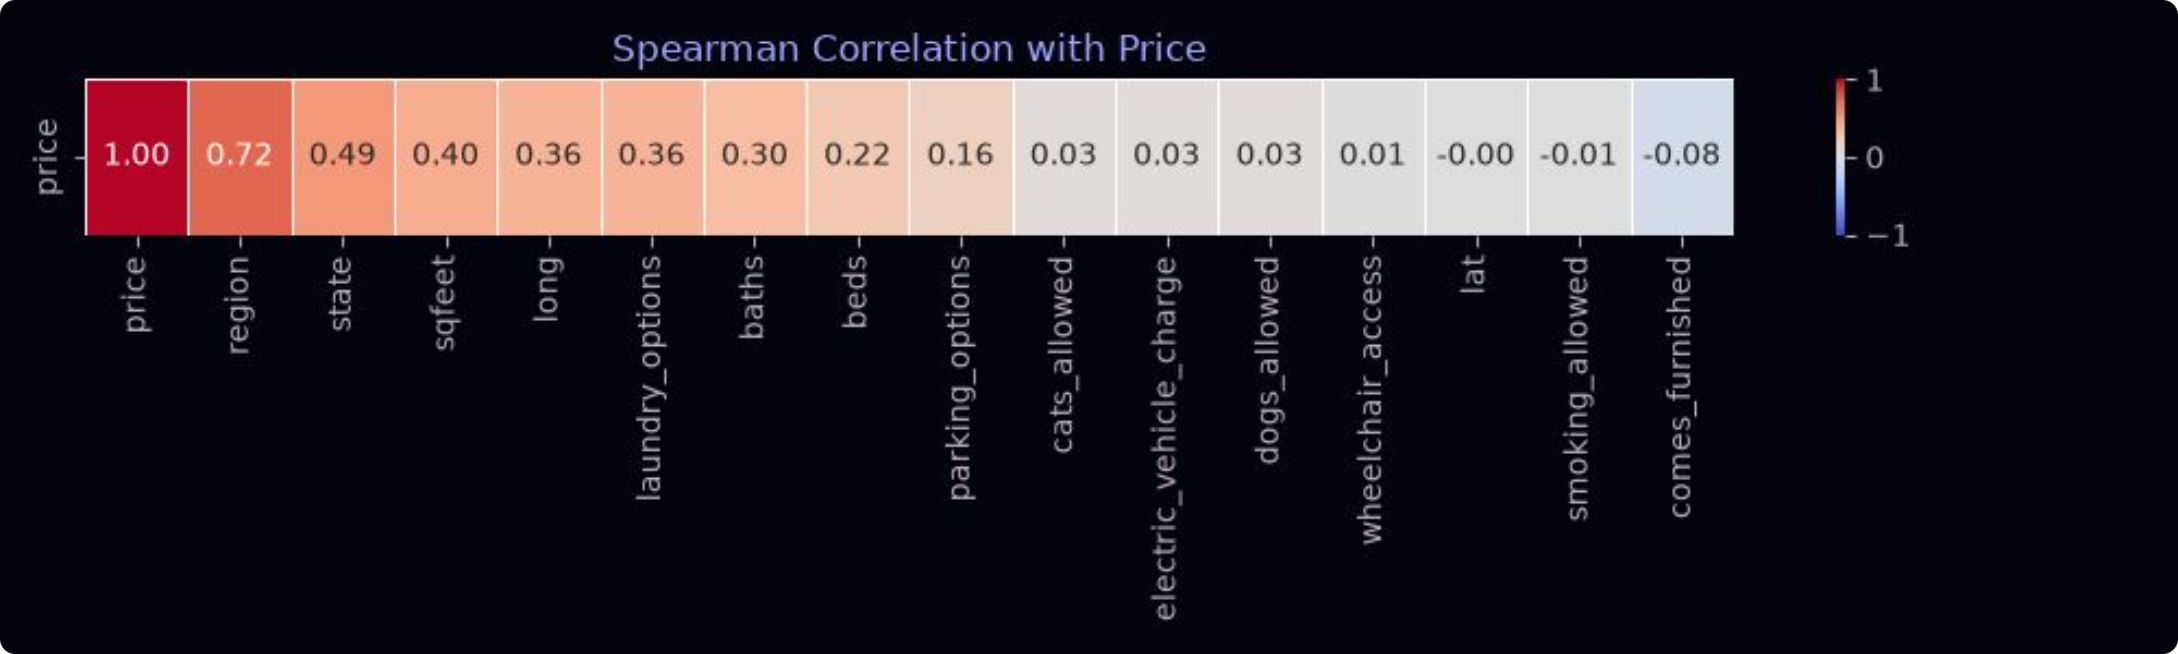 Spearman Correlation with Price
price
1.00 0.72 0.49 0.40 0.36 0.36 0.30 0.22 0.16 0.03 0.03 0.03 0.01 -0.00 -0.01 -0.08
price
region
state
sqfeet
long
laundry_options
baths
beds
parking_options
cats_allowed
electric_vehicle_charge
dogs_allowed
wheelchair_access
lat
smoking_allowed
comes_furnished
1
0
−1